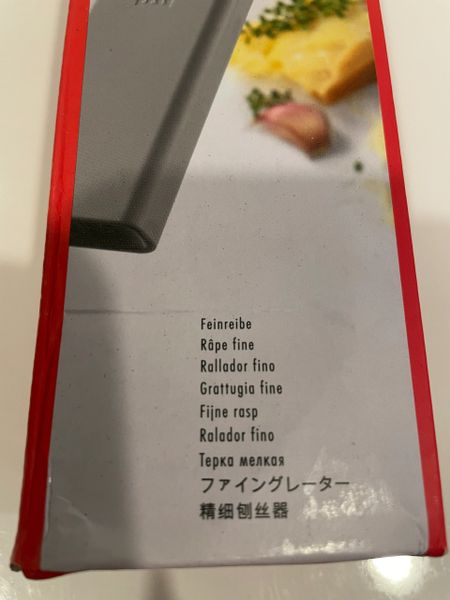 Feinreibe
Râpe fine
Rallador fino
Grattugia fine
Fijne rasp
Ralador fino
Терка мелкая
ファイングレーター
精细刨丝器